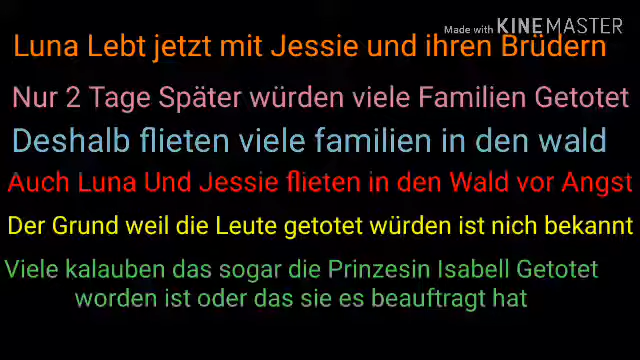 Made with KINEMASTER
Luna Lebt jetzt mit Jessie und ihren Brüdern
Nur 2 Tage Später würden viele Familien Getotet
Deshalb flieten viele familien in den wald
Auch Luna Und Jessie flieten in den Wald vor Angst
Der Grund weil die Leute getotet würden ist nich bekannt
Viele kalauben das sogar die Prinzesin Isabell Getotet
worden ist oder das sie es beauftragt hat